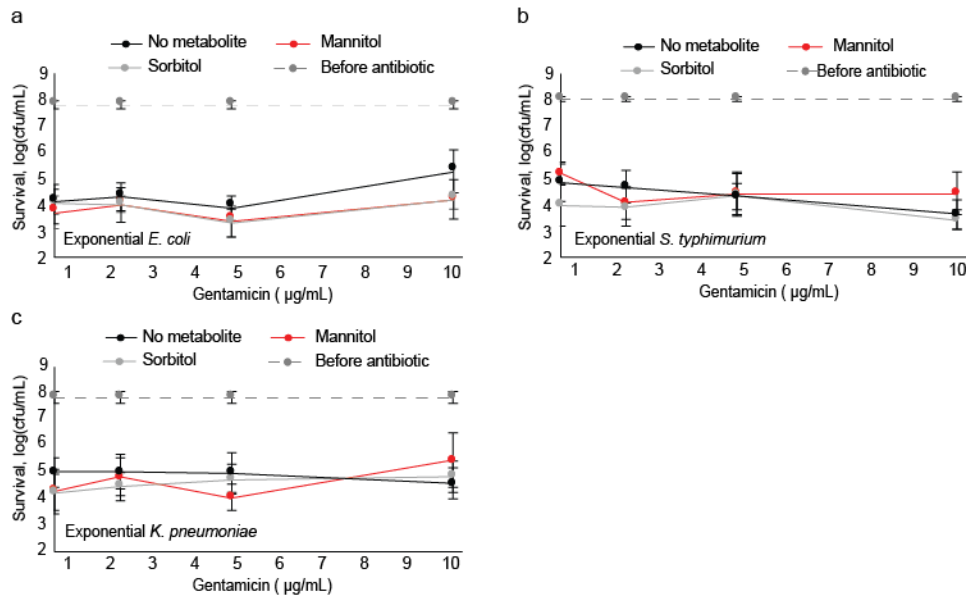 a
No metabolite Mannitol
Sorbitol Before antibiotic
Survival, log(cfu/mL)
9
8
7
6
5
4
3
2
Exponential E. coli
1 2 3 4 5 6 7 8 9 10
Gentamicin ( µg/mL)
b
No metabolite Mannitol
Sorbitol Before antibiotic
Survival, log(cfu/mL)
9
8
7
6
5
4
3
2
Exponential S. typhimurium
1 2 3 4 5 6 7 8 9 10
Gentamicin ( µg/mL)
c
No metabolite Mannitol
Sorbitol Before antibiotic
Survival, log(cfu/mL)
9
8
7
6
5
4
3
2
Exponential K. pneumoniae
1 2 3 4 5 6 7 8 9 10
Gentamicin ( µg/mL)